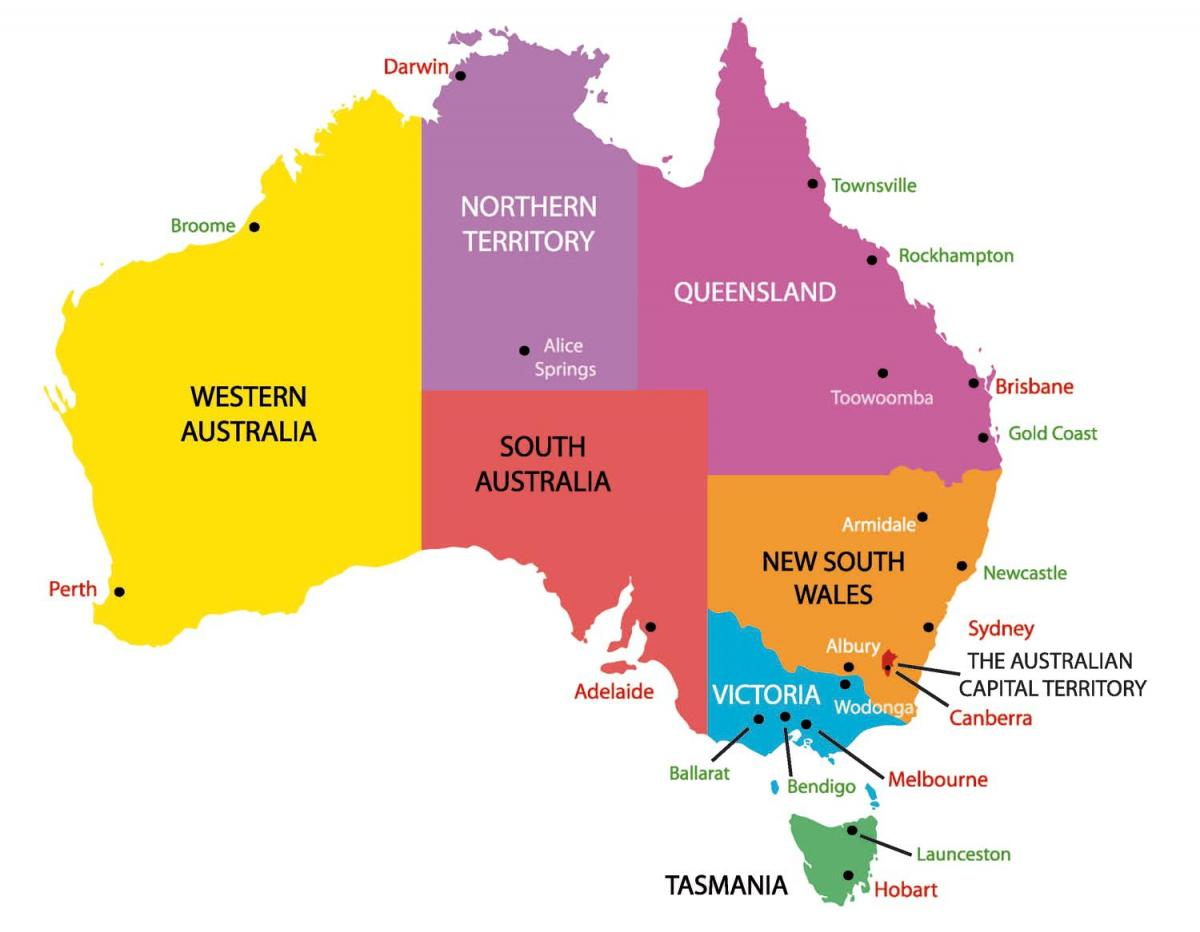 Darwin
NORTHERN
TERRITORY
Townsville
Broome
Rockhampton
QUEENSLAND
Alice
Springs
WESTERN
AUSTRALIA
Toowoomba
Brisbane
Gold Coast
SOUTH
AUSTRALIA
Armidale
NEW SOUTH
WALES
Newcastle
Perth
Sydney
Albury
THE AUSTRALIAN
CAPITAL TERRITORY
Adelaide
VICTORIA
Wodonga
Canberra
Ballarat
Bendigo
Melbourne
Launceston
TASMANIA
Hobart